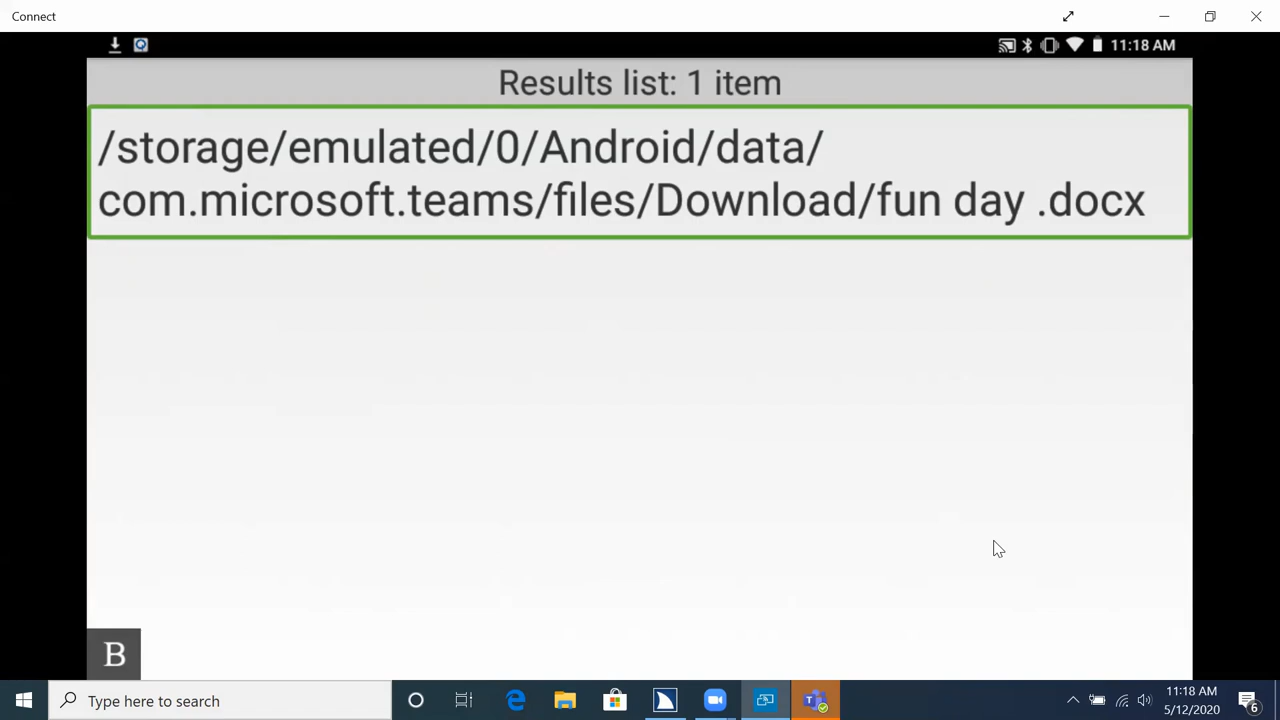 Connect
11:18 AM
Results list: 1 item
/storage/emulated/0/Android/data/
com.microsoft.teams/files/Download/fun day .docx
B
Type here to search
11:18 AM
5/12/2020
6